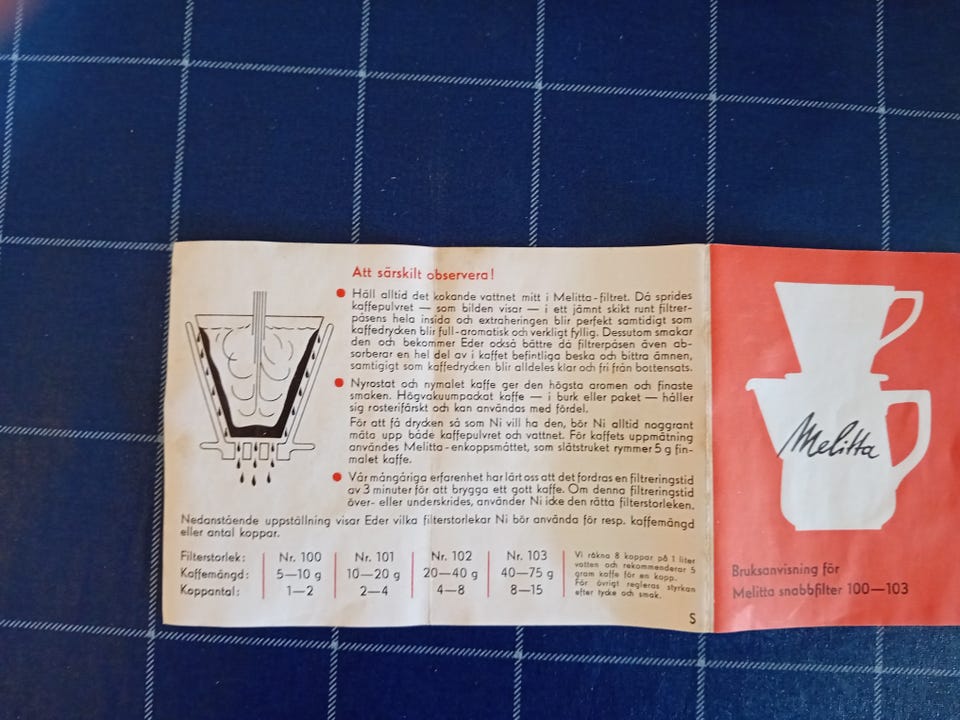 Att särskilt observera!
Häll alltid det kokande vattnet mitt i Melitta-filtret. Då sprides
kaffepulvret — som bilden visar — i ett jämnt skikt runt filter-
påsens hela insida och extraheringen blir perfekt samtidigt som
kaffedrycken blir full-aromatisk och verkligt fyllig. Dessutom smakar
den och bekommer Eder också bättre då filterpåsen även ab-
sorberar en hel del av i kaffet befintliga beska och bittra ämnen,
samtigigt som kaffedrycken blir alldeles klar och fri från bottensats.
Nyrostat och nymalet kaffe ger den högsta aromen och finaste
smaken. Högvakuumpackat kaffe — i burk eller paket — håller
sig rosterifärskt och kan användas med fördel.
För att få drycken så som Ni vill ha den, bör Ni alltid noggrant
mäta upp både kaffepulvret och vattnet. För kaffets uppmätning
användes Melitta-enkoppsmåttet, som slätstruket rymmer 5 g fin-
malet kaffe.
Vår mångåriga erfarenhet har lärt oss att det fordras en filtreringstid
av 3 minuter för att brygga ett gott kaffe. Om denna filtreringstid
över- eller underskrides, använder Ni icke den rätta filterstorleken.
Nedanstående uppställning visar Eder vilka filterstorlekar Ni bör använda för resp. kaffemängd
eller antal koppar.
Filterstorlek: Nr. 100 Nr. 101 Nr. 102 Nr. 103
Kaffemängd: 5—10 g 10—20 g 20—40 g 40—75 g
Koppantal: 1—2 2—4 4—8 8—15
Vi räkna 8 koppar på 1 liter
vatten och rekommenderar 5
gram kaffe för en kopp.
För övrigt regleras styrkan
efter tycke och smak.
S
Melitta
Bruksanvisning för
Melitta snabbfilter 100—103